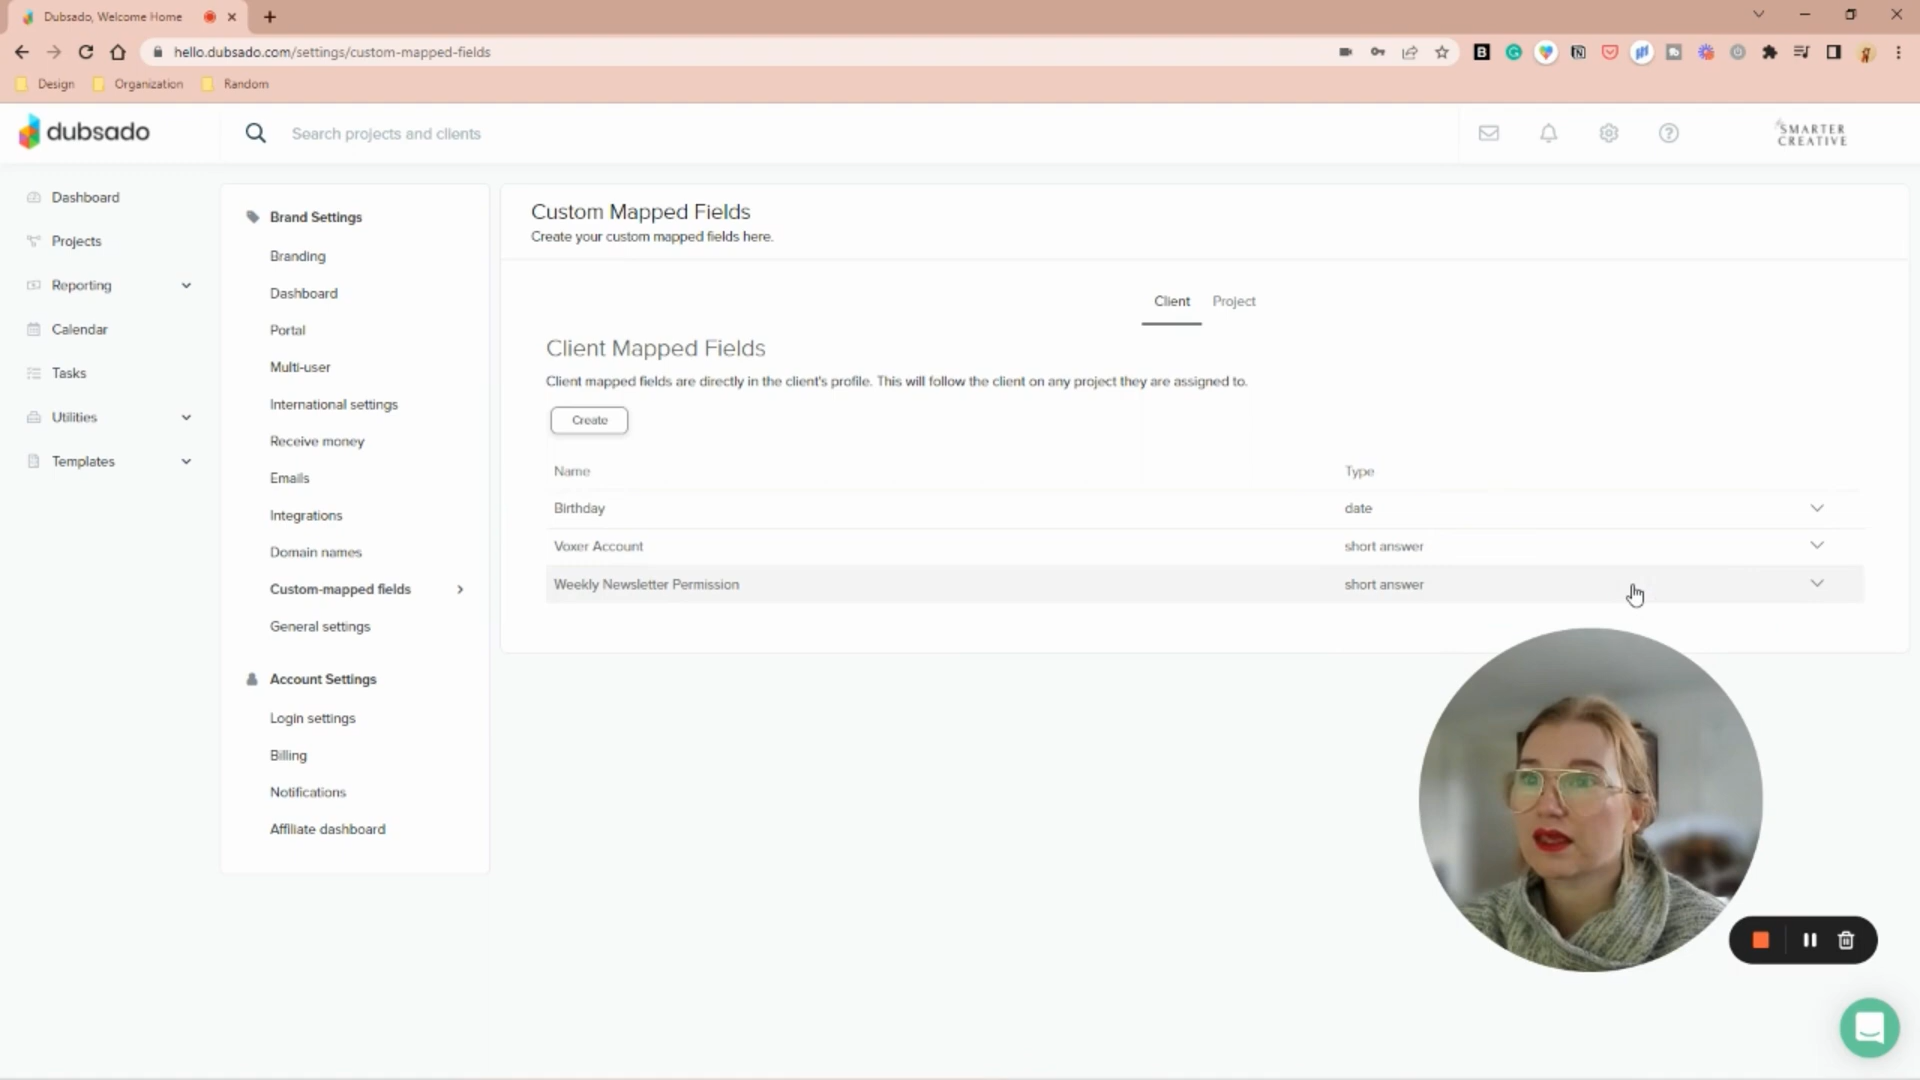 Dubsado, Welcome Home
hello.dubsado.com/settings/custom-mapped-fields
Design
Organization
Random
dubsado
Search projects and clients
SMARTER
CREATIVE
Dashboard
Projects
Reporting
Calendar
Tasks
Utilities
Templates
Brand Settings
Branding
Dashboard
Portal
Multi-user
International settings
Receive money
Emails
Integrations
Domain names
Custom-mapped fields
General settings
Account Settings
Login settings
Billing
Notifications
Affiliate dashboard
Custom Mapped Fields
Create your custom mapped fields here.
Client Project
Client Mapped Fields
Client mapped fields are directly in the client's profile. This will follow the client on any project they are assigned to.
Create
Name Type
Birthday date
Voxer Account short answer
Weekly Newsletter Permission short answer